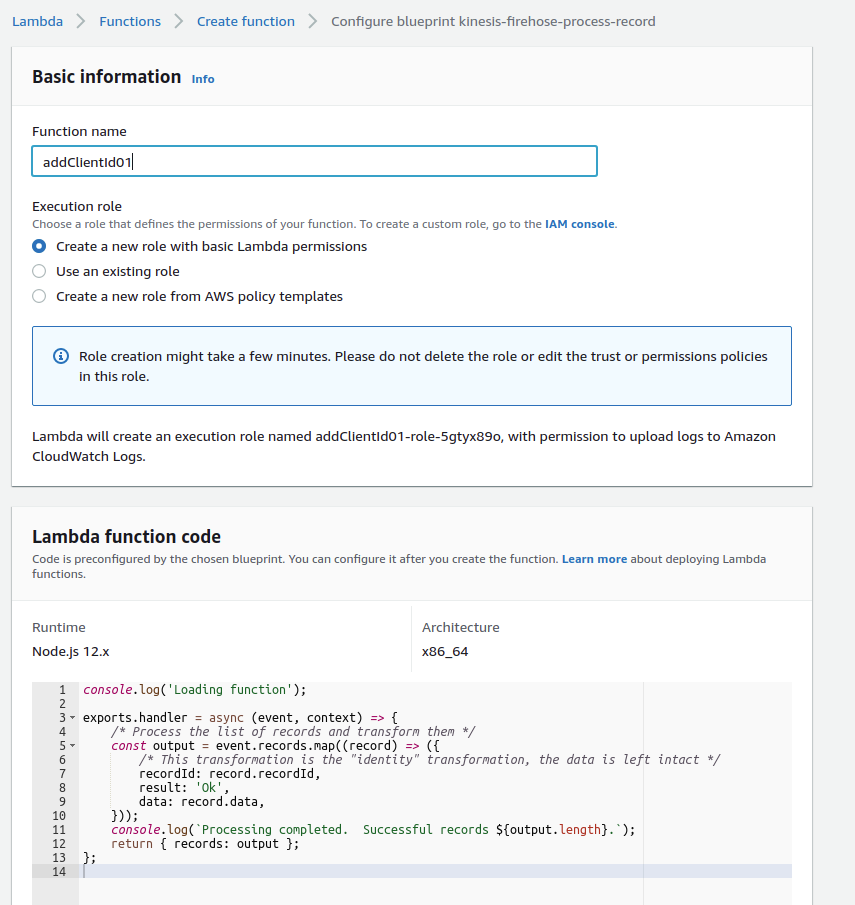 Lambda > Functions > Create function > Configure blueprint kinesis-firehose-process-record
Basic information Info
Function name
addClientId01
Execution role
Choose a role that defines the permissions of your function. To create a custom role, go to the IAM console.
Create a new role with basic Lambda permissions
Use an existing role
Create a new role from AWS policy templates
Role creation might take a few minutes. Please do not delete the role or edit the trust or permissions policies
in this role.
Lambda will create an execution role named addClientId01-role-5gtyx89o, with permission to upload logs to Amazon
CloudWatch Logs.
Lambda function code
Code is preconfigured by the chosen blueprint. You can configure it after you create the function. Learn more about deploying Lambda
functions.
Runtime
Node.js 12.x
Architecture
x86_64
1 console.log('Loading function');
2
3 exports.handler = async (event, context) => {
4     /* Process the list of records and transform them */
5     const output = event.records.map((record) => ({
6         /* This transformation is the "identity" transformation, the data is left intact */
7         recordId: record.recordId,
8         result: 'Ok',
9         data: record.data,
10     }));
11     console.log(`Processing completed.  Successful records ${output.length}.`);
12     return { records: output };
13 };
14